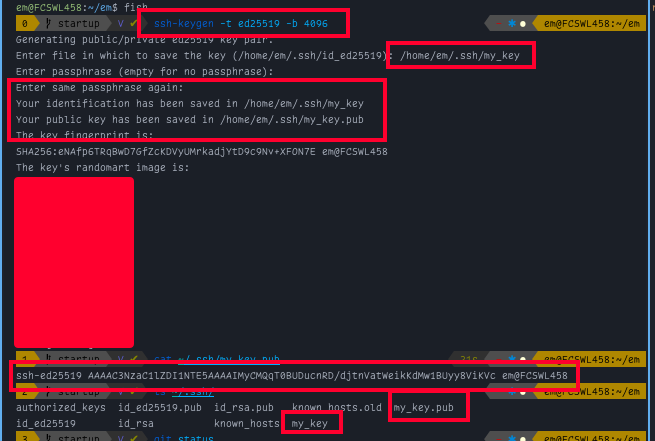 em@FCSWL458:~/em$ fish
0 startup V ✔ ssh-keygen -t ed25519 -b 4096 ~ em@FCSWL458:~/em
Generating public/private ed25519 key pair.
Enter file in which to save the key (/home/em/.ssh/id_ed25519): /home/em/.ssh/my_key
Enter passphrase (empty for no passphrase):
Enter same passphrase again:
Your identification has been saved in /home/em/.ssh/my_key
Your public key has been saved in /home/em/.ssh/my_key.pub
The key fingerprint is:
SHA256:eNAfp6TRqBwD7GfZcKDVyUMrkadjYtD9c9Nv+XFON7E em@FCSWL458
The key's randomart image is:
1 startup V ✔ cat ~/.ssh/my_key.pub 21s em@FCSWL458:~/em
ssh-ed25519 AAAAC3NzaC1lZDI1NTE5AAAAIMyCMQqT0BUDucnRD/djtnVatWeikKdMw1BUyy8ViKVc em@FCSWL458
2 startup V ✔ ls ~/.ssh/ em@FCSWL458:~/em
authorized_keys id_ed25519.pub id_rsa.pub known_hosts.old my_key.pub
id_ed25519 id_rsa known_hosts my_key
3 startup V ✔ git status em@FCSWL458:~/em